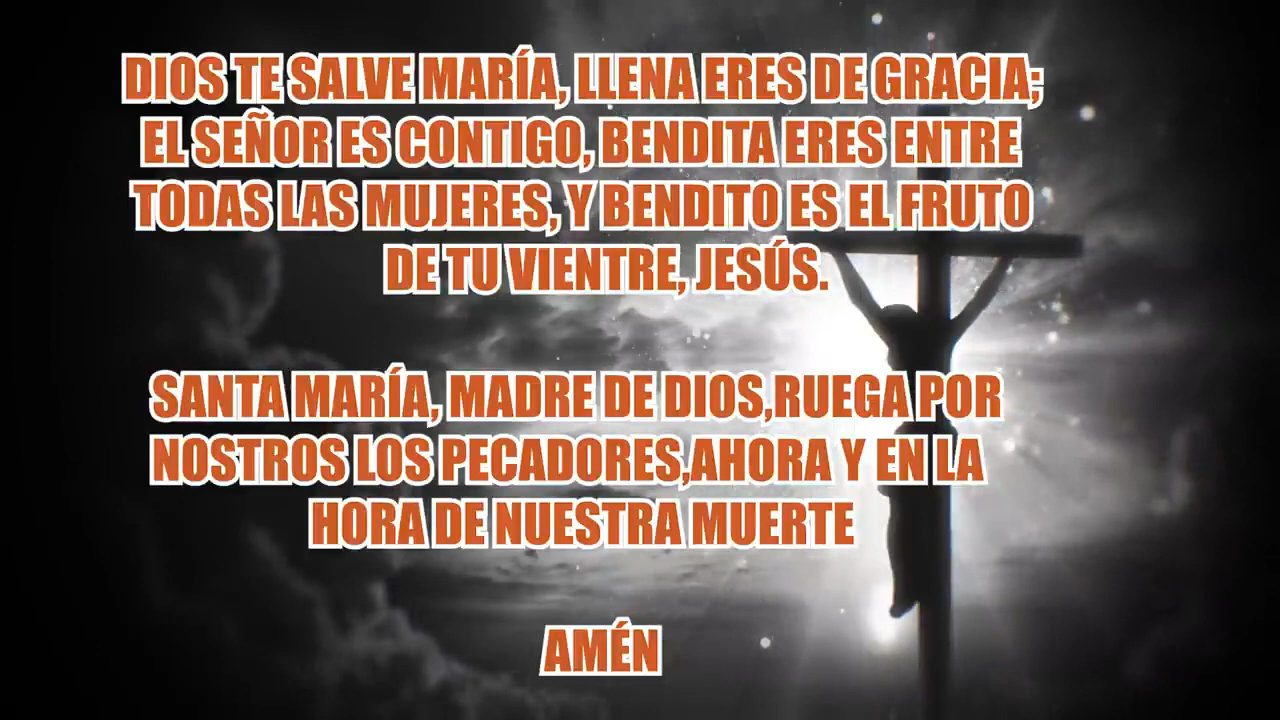 DIOS TE SALVE MARÍA, LLENA ERES DE GRACIA;
EL SEÑOR ES CONTIGO, BENDITA ERES ENTRE
TODAS LAS MUJERES, Y BENDITO ES EL FRUTO
DE TU VIENTRE, JESÚS.
SANTA MARÍA, MADRE DE DIOS,RUEGA POR
NOSTROS LOS PECADORES,AHORA Y EN LA
HORA DE NUESTRA MUERTE
AMÉN